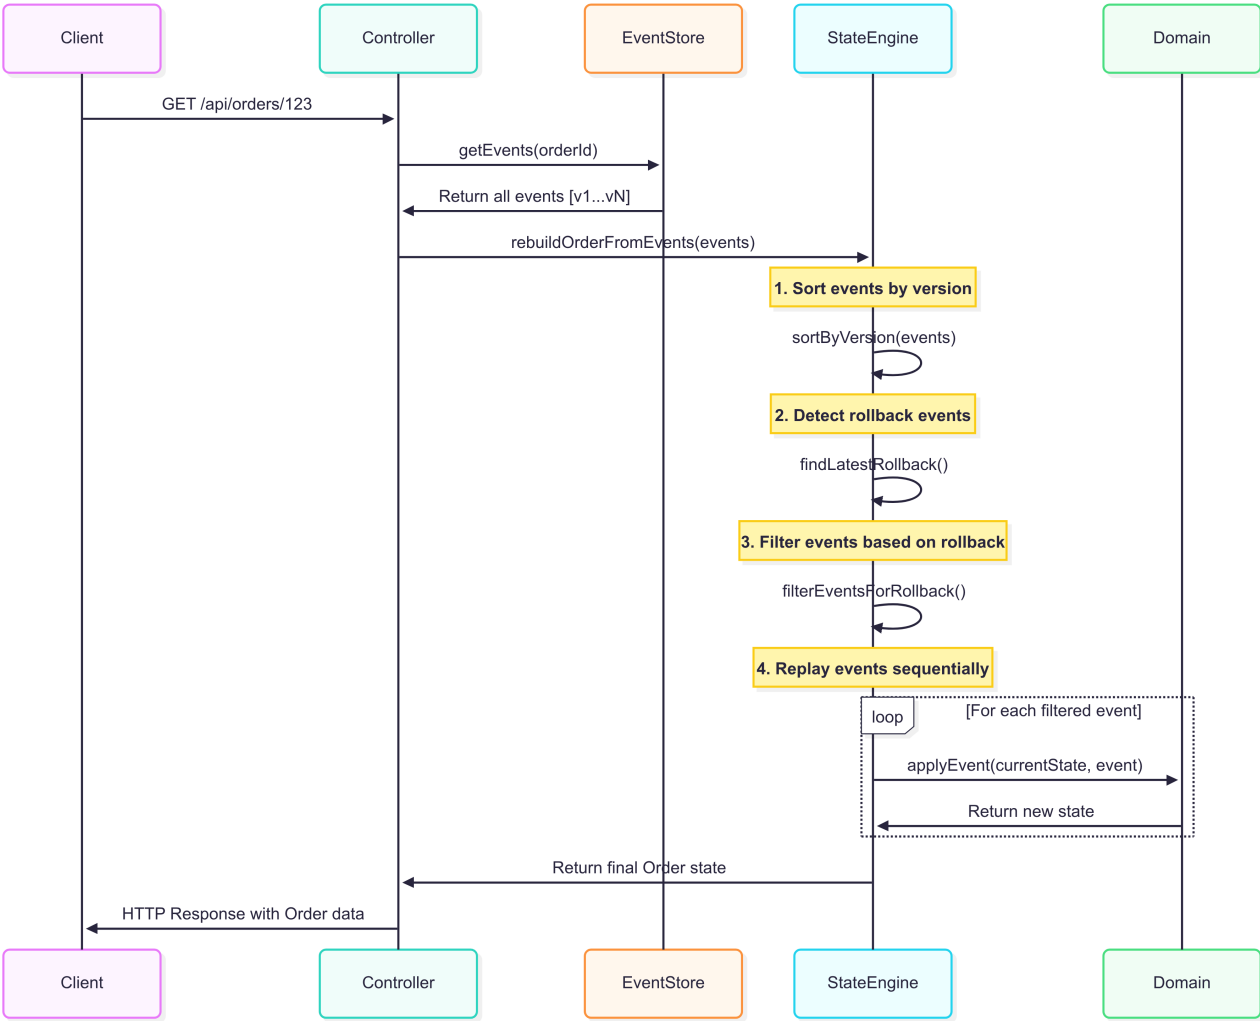 Client
Controller
EventStore
StateEngine
Domain
GET /api/orders/123
getEvents(orderId)
Return all events [v1...vN]
rebuildOrderFromEvents(events)
1. Sort events by version
sortByVersion(events)
2. Detect rollback events
findLatestRollback()
3. Filter events based on rollback
filterEventsForRollback()
4. Replay events sequentially
loop
[For each filtered event]
applyEvent(currentState, event)
Return new state
Return final Order state
HTTP Response with Order data
Client
Controller
EventStore
StateEngine
Domain